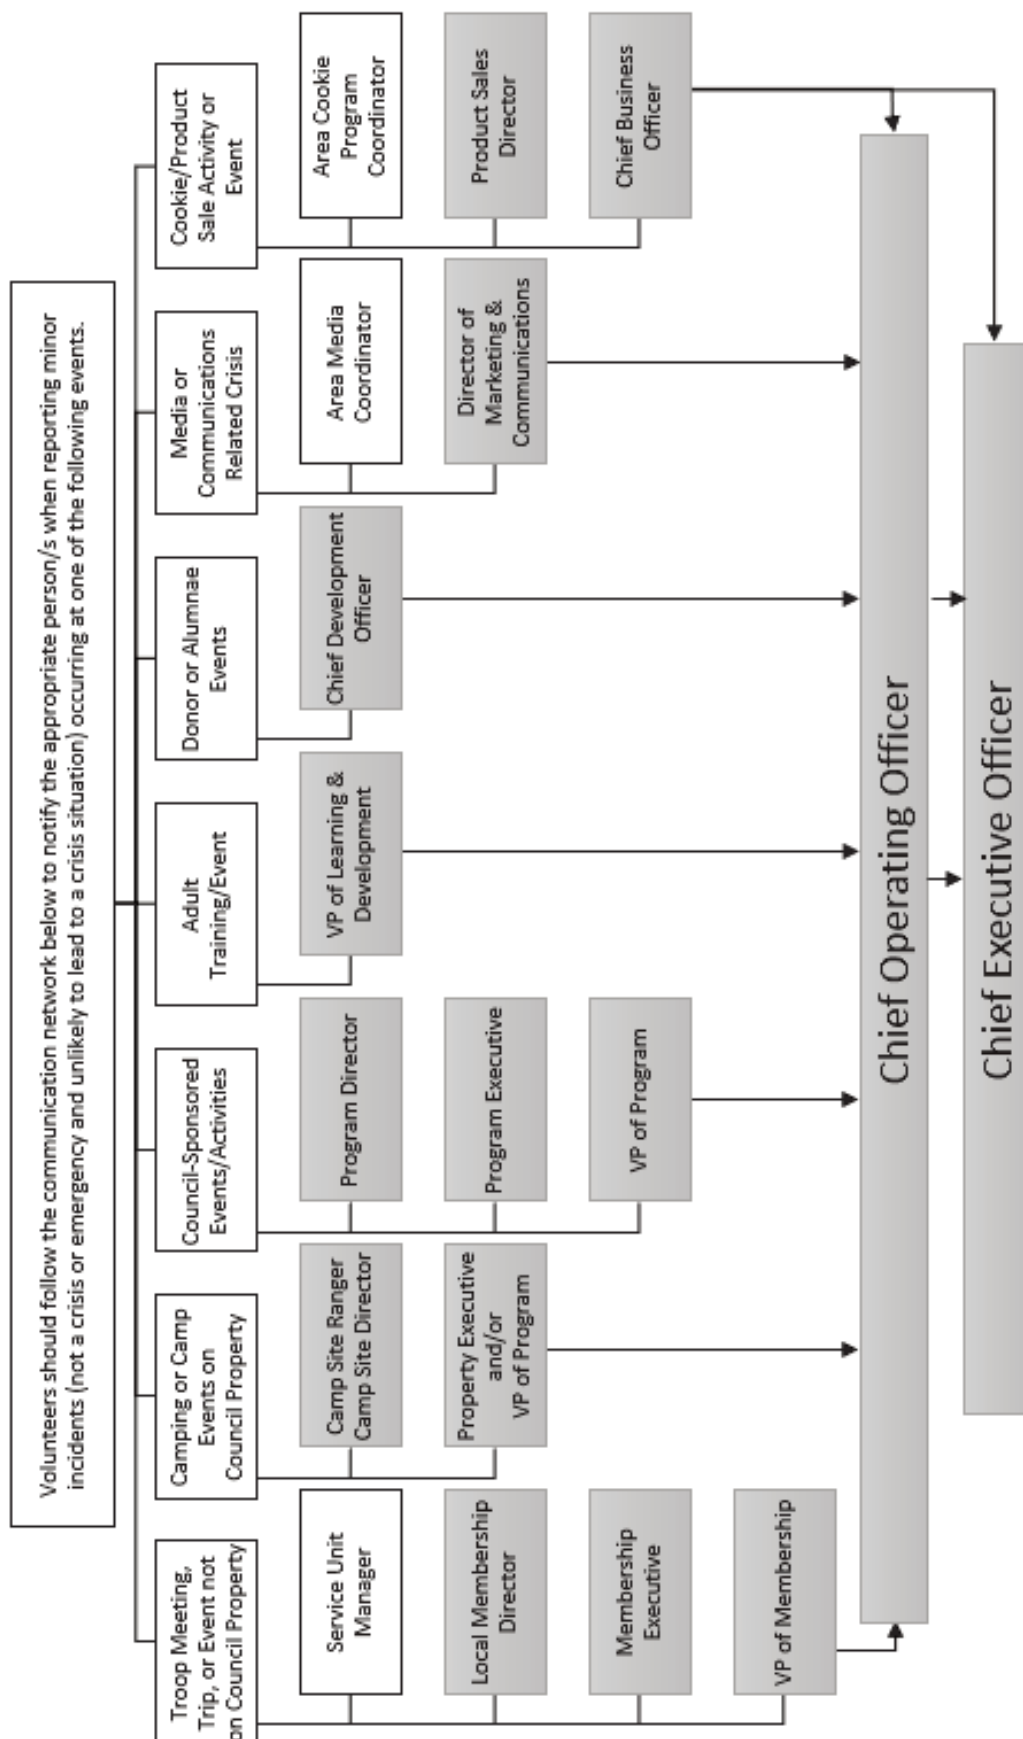 Volunteers should follow the communication network below to notify the appropriate person/s when reporting minor
incidents (not a crisis or emergency and unlikely to lead to a crisis situation) occurring at one of the following events.
Troop Meeting,
Trip, or Event not
on Council Property
Service Unit
Manager
Local Membership
Director
Membership
Executive
VP of Membership
Camping or Camp
Events on
Council Property
Camp Site Ranger
Camp Site Director
Property Executive
and/or
VP of Program
Council-Sponsored
Events/Activities
Program Director
Program Executive
VP of Program
Adult
Training/Event
VP of Learning &
Development
Donor or Alumnae
Events
Chief Development
Officer
Media or
Communications
Related Crisis
Area Media
Coordinator
Director of
Marketing &
Communications
Cookie/Product
Sale Activity or
Event
Area Cookie
Program
Coordinator
Product Sales
Director
Chief Business
Officer
Chief Operating Officer
Chief Executive Officer